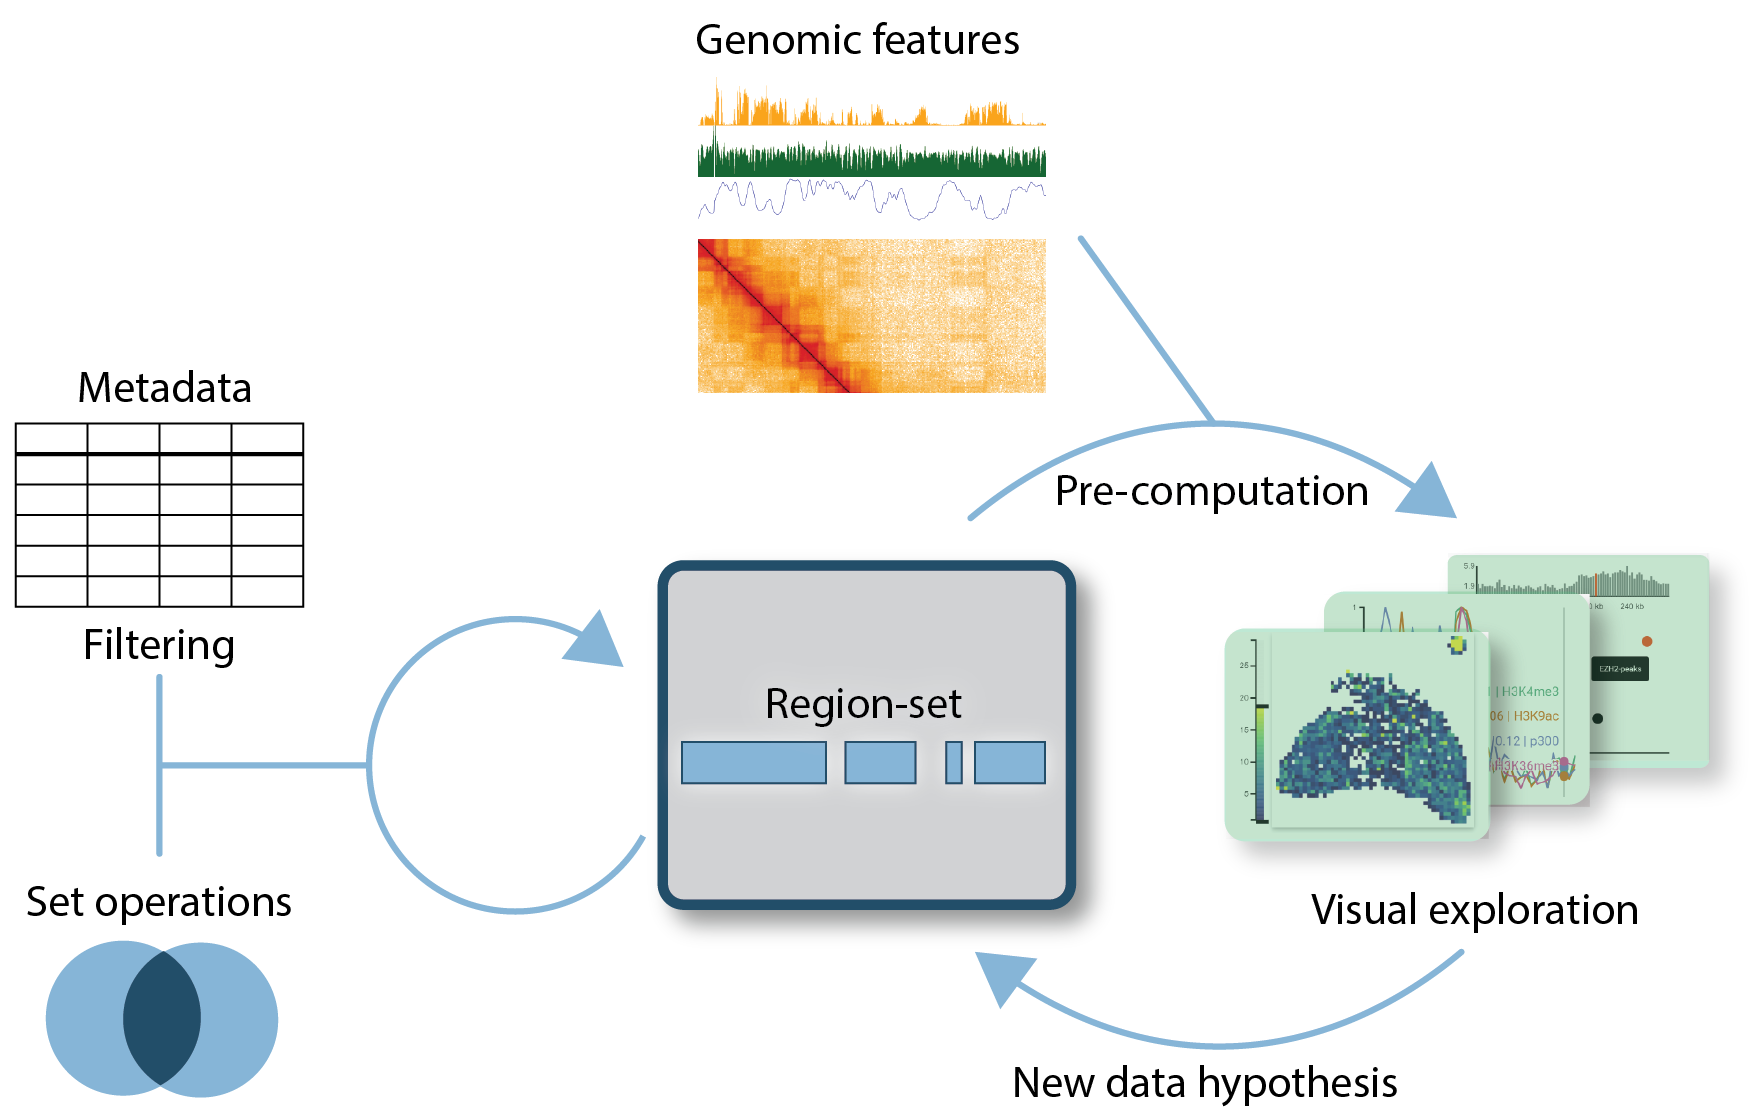 Genomic features
Metadata
Filtering
Pre-computation
Region-set
Set operations
5.9
1.9
kb 240 kb
1
EZH2-peaks
| H3K4me3
06 | H3K9ac
0.12 | p300
H3K36me3
25
20
15
10
5
Visual exploration
New data hypothesis